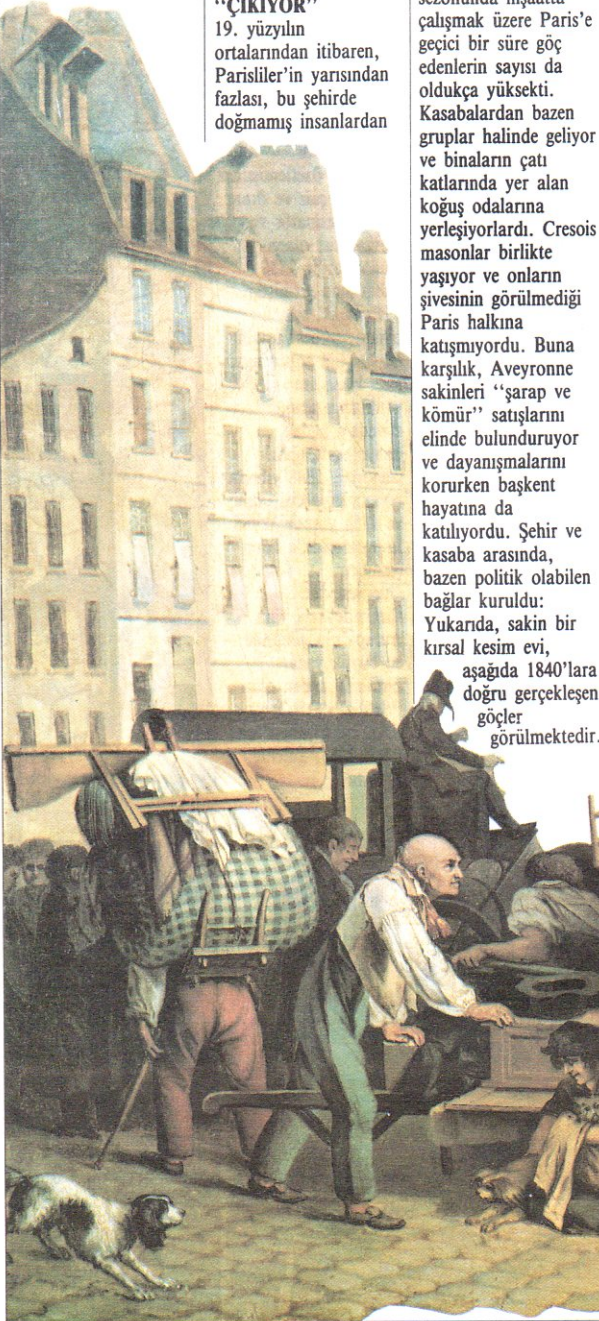 "ÇIKIYOR"
19. yüzyılın
ortalarından itibaren,
Parisliler'in yarısından
fazlası, bu şehirde
doğmamış insanlardan
sezonunda inşaatta
çalışmak üzere Paris'e
geçici bir süre göç
edenlerin sayısı da
oldukça yüksekti.
Kasabalardan bazen
gruplar halinde geliyor
ve binaların çatı
katlarında yer alan
koğuş odalarına
yerleşiyorlardı. Cresois
masonlar birlikte
yaşıyor ve onların
şivesinin görülmediği
Paris halkına
katışmıyordu. Buna
karşılık, Aveyronne
sakinleri "şarap ve
kömür" satışlarını
elinde bulunduruyor
ve dayanışmalarını
korurken başkent
hayatına da
katılıyordu. Şehir ve
kasaba arasında,
bazen politik olabilen
bağlar kuruldu:
Yukarıda, sakin bir
kırsal kesim evi,
aşağıda 1840'lara
doğru gerçekleşen
göçler
görülmektedir.